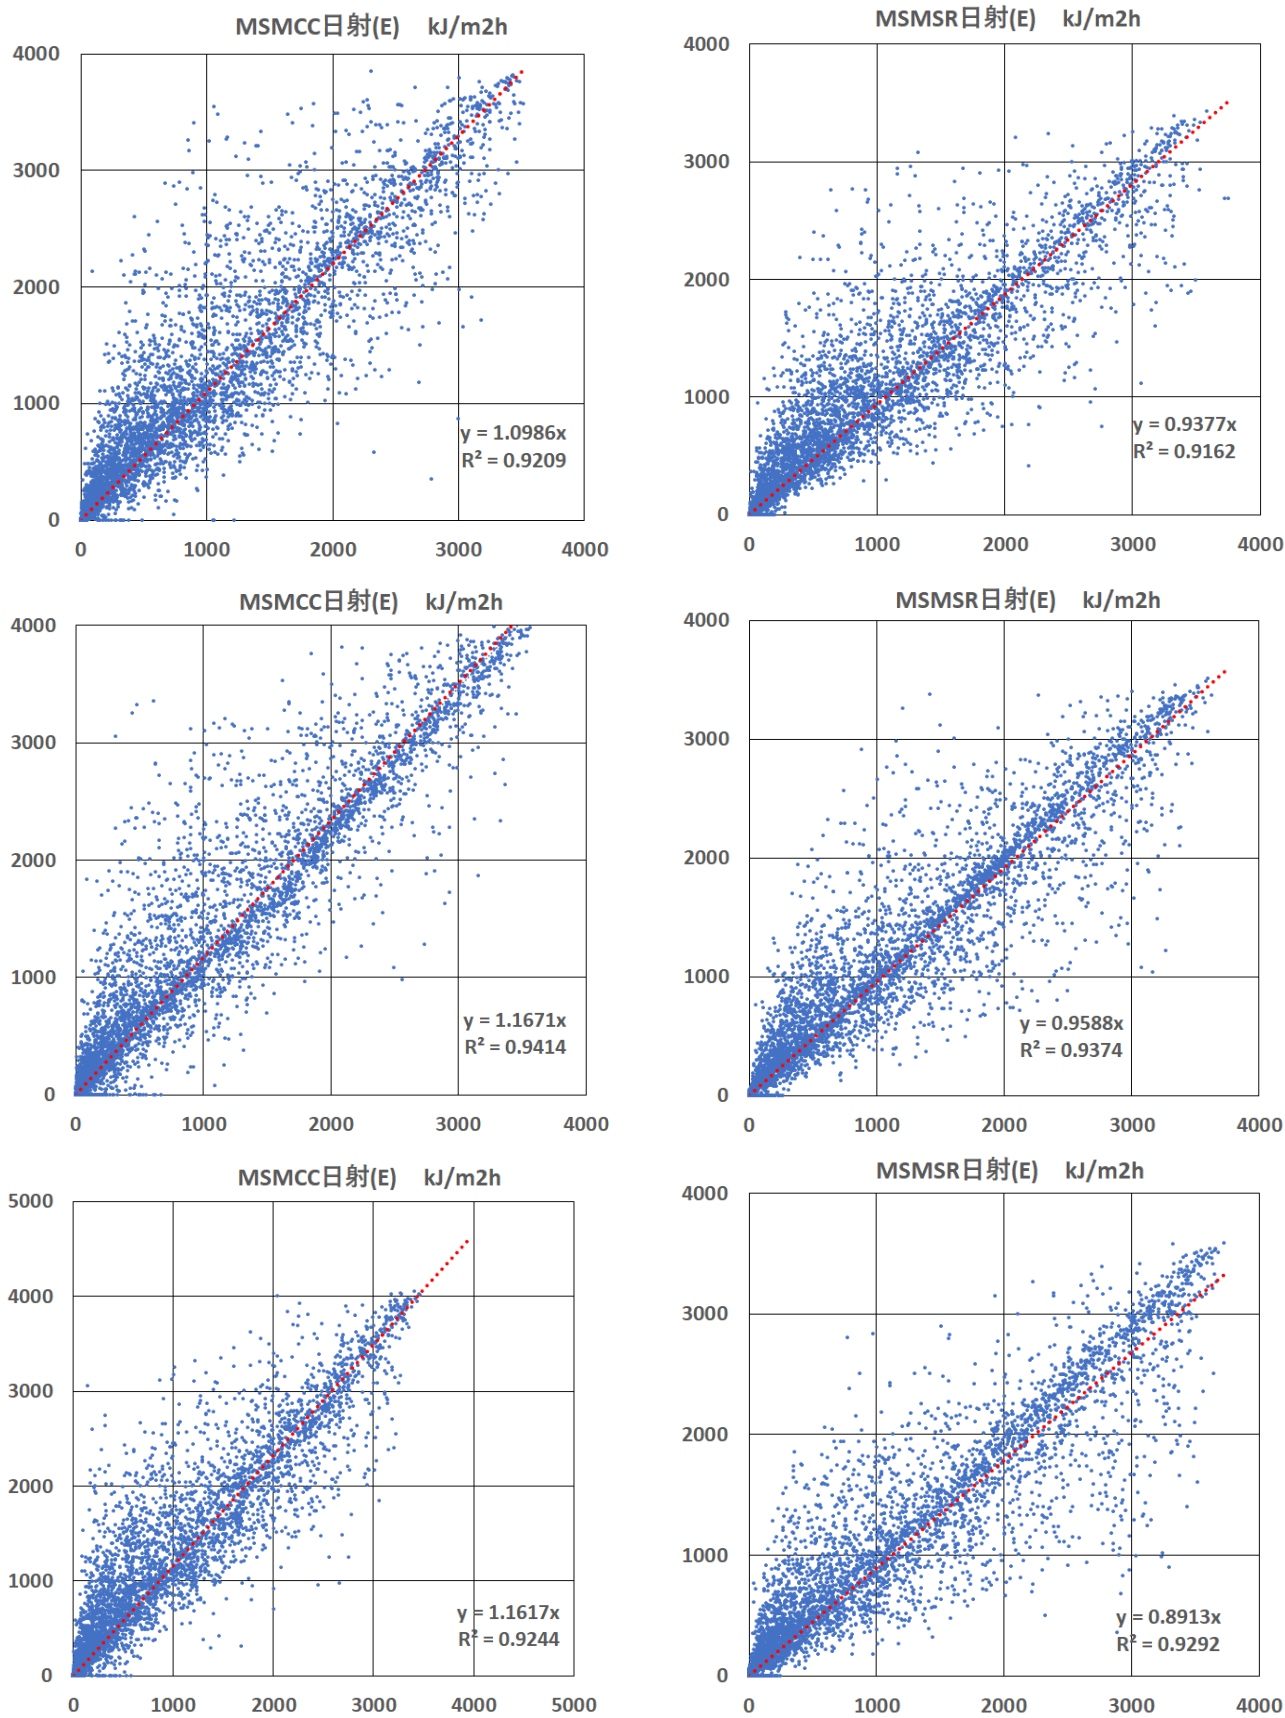 MSMCC日射(E) kJ/m2h
4000
3000
2000
1000
0
y = 1.0986x
R² = 0.9209
0 1000 2000 3000 4000
MSMSR日射(E) kJ/m2h
4000
3000
2000
1000
0
y = 0.9377x
R² = 0.9162
0 1000 2000 3000 4000
MSMCC日射(E) kJ/m2h
4000
3000
2000
1000
0
y = 1.1671x
R² = 0.9414
0 1000 2000 3000 4000
MSMSR日射(E) kJ/m2h
4000
3000
2000
1000
0
y = 0.9588x
R² = 0.9374
0 1000 2000 3000 4000
MSMCC日射(E) kJ/m2h
5000
4000
3000
2000
1000
0
y = 1.1617x
R² = 0.9244
0 1000 2000 3000 4000 5000
MSMSR日射(E) kJ/m2h
4000
3000
2000
1000
0
y = 0.8913x
R² = 0.9292
0 1000 2000 3000 4000